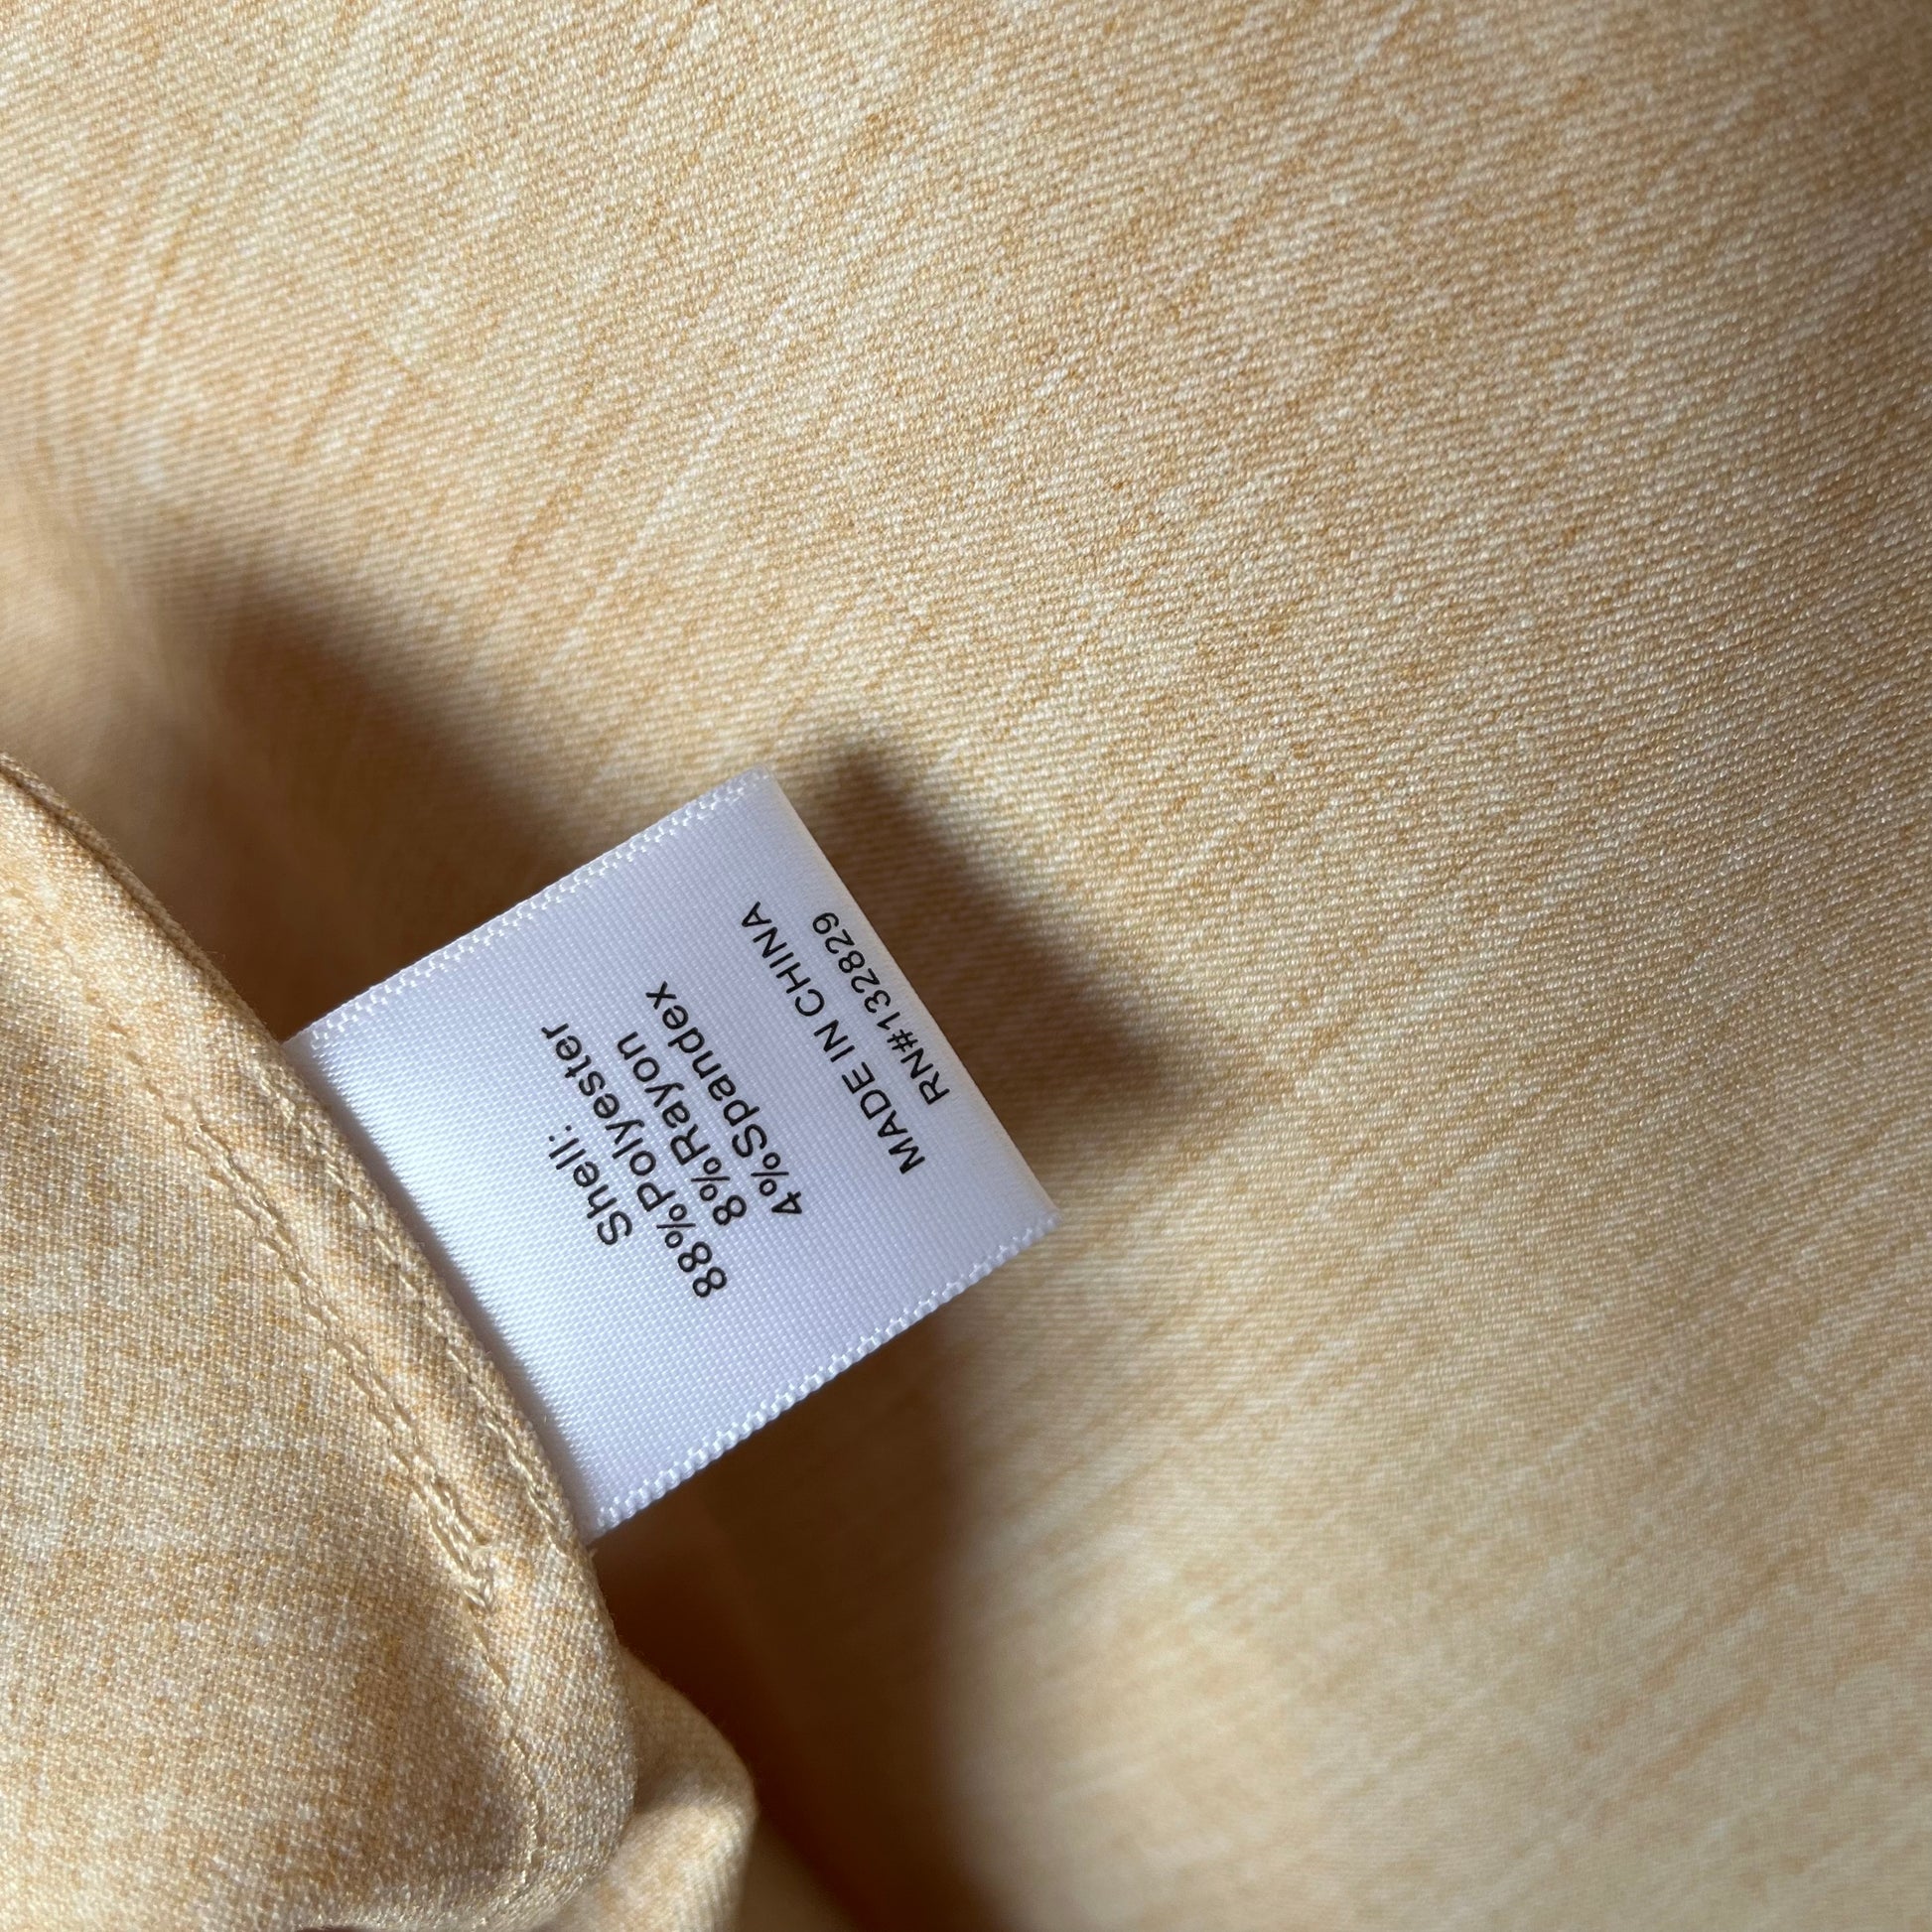 Shell:
88%Polyester
8%Rayon
4%Spandex
MADE IN CHINA
RN#132829